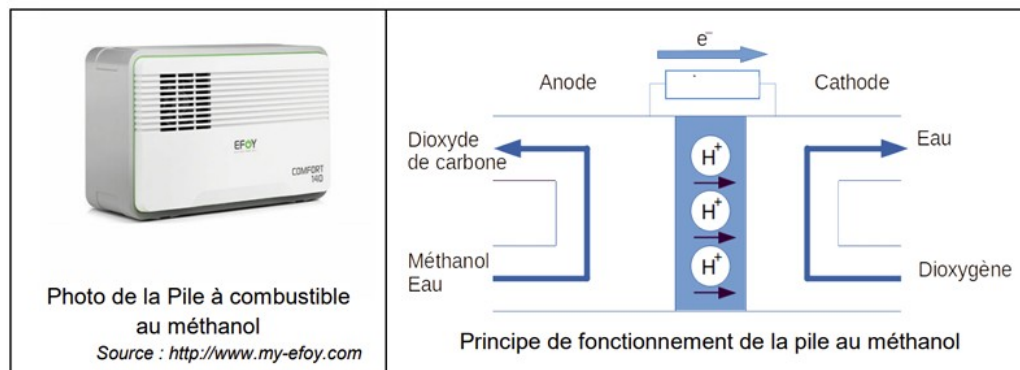 EFOY
COMFORT
140
Photo de la Pile à combustible
au méthanol
Source : http://www.my-efoy.com
e⁻
Anode
Cathode
Dioxyde
de carbone
Eau
H⁺
H⁺
H⁺
Méthanol
Eau
Dioxygène
Principe de fonctionnement de la pile au méthanol